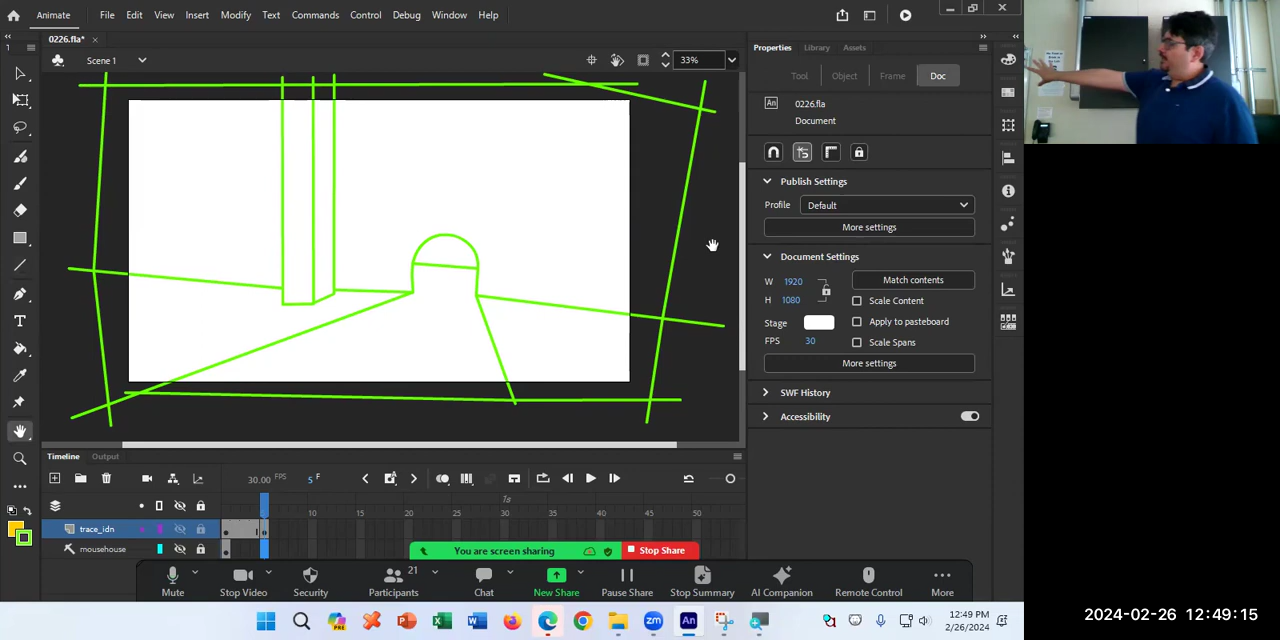 Animate
File Edit View Insert Modify Text Commands Control Debug Window Help
0226.fla*
Scene 1
33%
Properties Library Assets
Tool Object Frame Doc
An 0226.fla
Document
Publish Settings
Profile Default
More settings
Document Settings
W 1920 Match contents
H 1080 Scale Content
Stage Apply to pasteboard
FPS 30 Scale Spans
More settings
SWF History
Accessibility
Timeline Output
30.00 FPS 5 F
1s
5 10 15 20 25 30 35 40 45 50
trace_idn
mousehouse
You are screen sharing Stop Share
21
Mute Stop Video Security Participants Chat New Share Pause Share Stop Summary AI Companion Remote Control More
12:49 PM
2/26/2024
2024-02-26 12:49:15